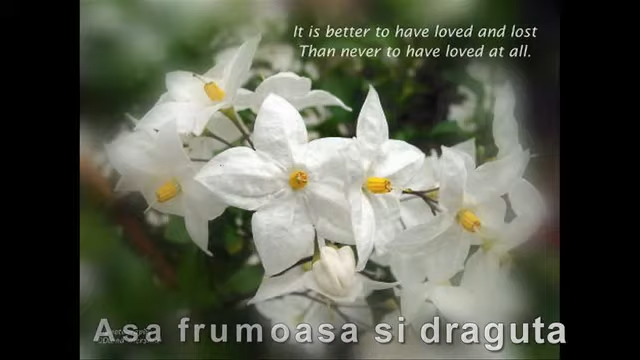 It is better to have loved and lost
Than never to have loved at all.
Asa frumoasa si draguta